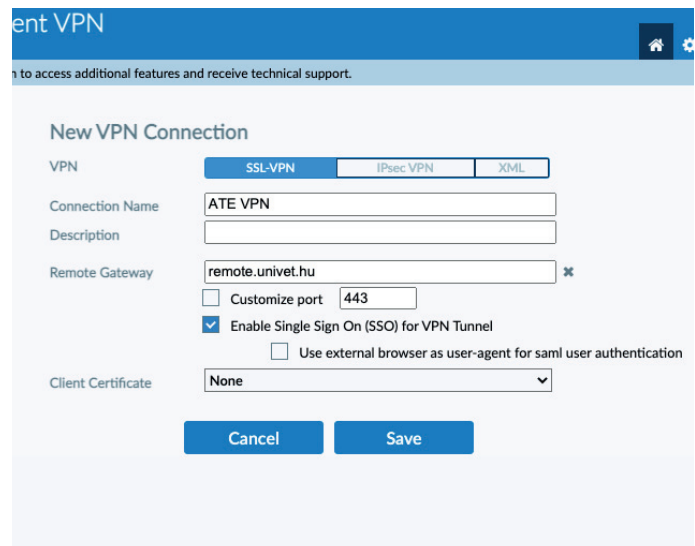 ent VPN
n to access additional features and receive technical support.
New VPN Connection
VPN SSL-VPN IPsec VPN XML
Connection Name ATE VPN
Description
Remote Gateway remote.univet.hu
Customize port 443
Enable Single Sign On (SSO) for VPN Tunnel
Use external browser as user-agent for saml user authentication
Client Certificate None
Cancel Save